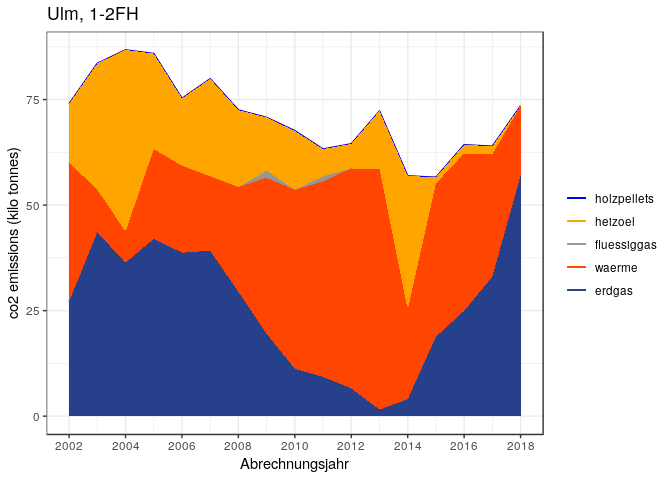 Ulm, 1-2FH
co2 emissions (kilo tonnes)
75
50
25
0
2002 2004 2006 2008 2010 2012 2014 2016 2018
Abrechnungsjahr
holzpellets
heizoel
fluessiggas
waerme
erdgas